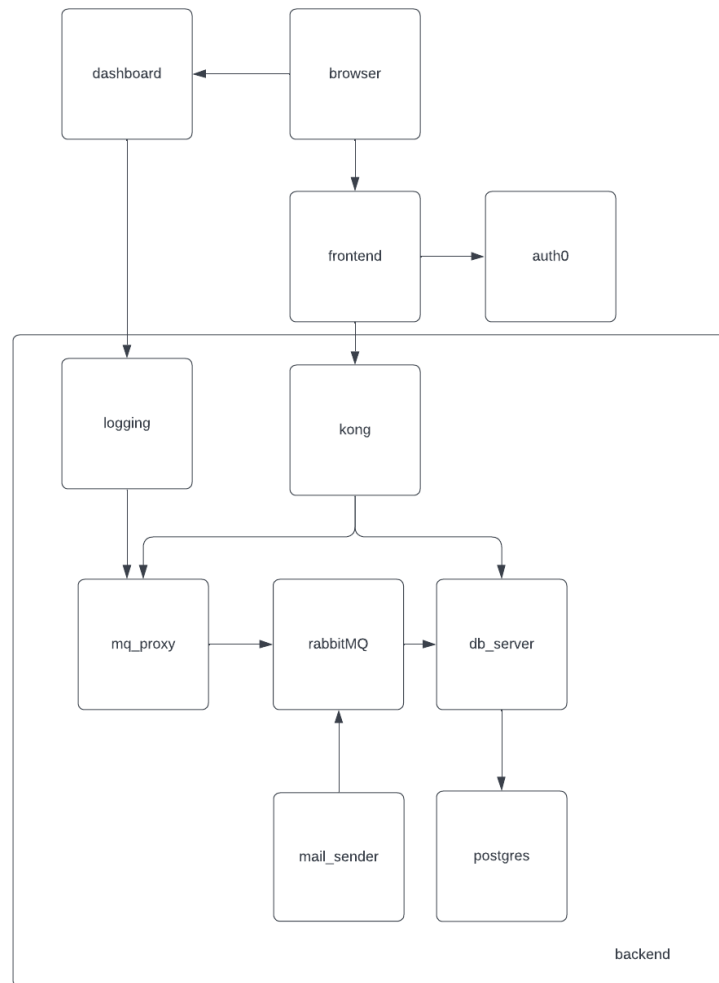 dashboard
browser
frontend
auth0
logging
kong
mq_proxy
rabbitMQ
db_server
mail_sender
postgres
backend